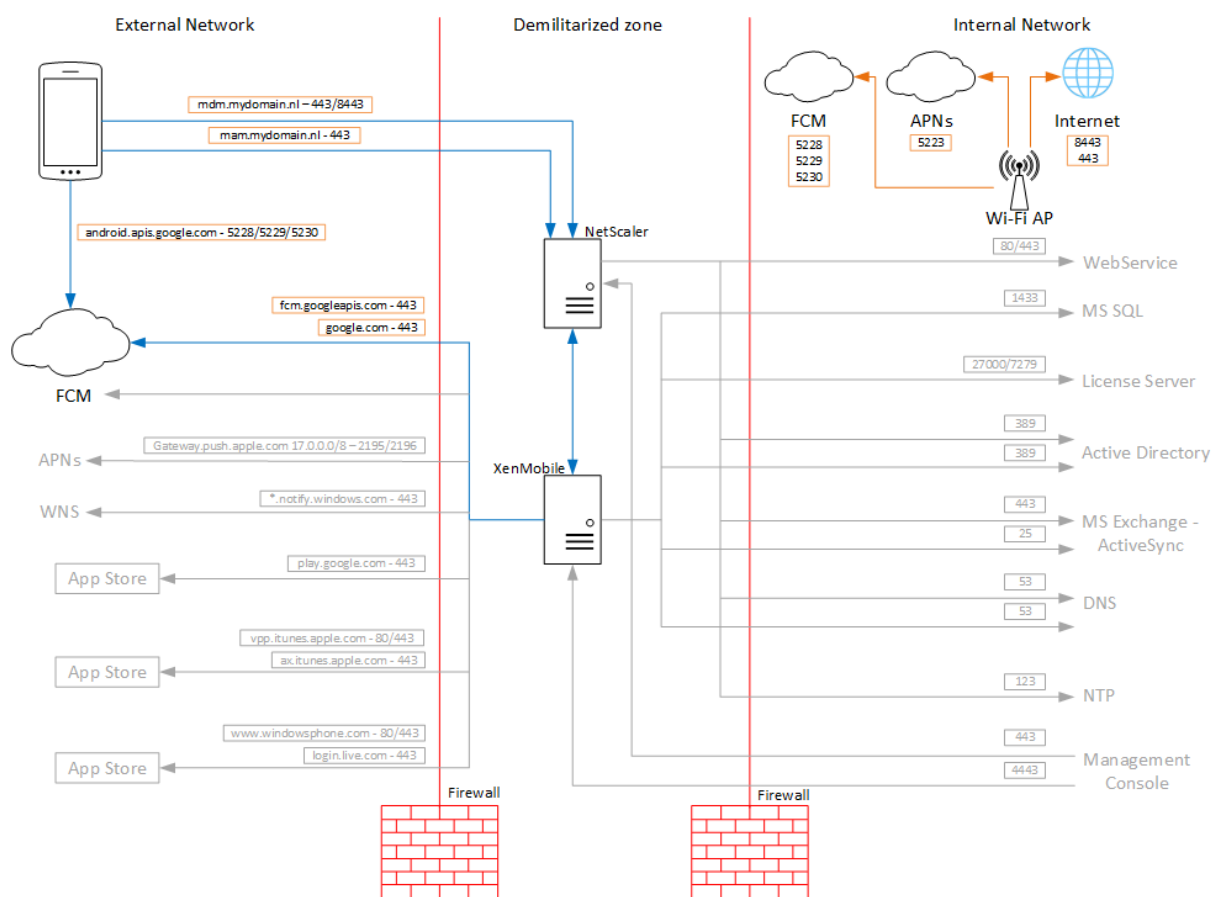 External Network
Demilitarized zone
Internal Network
mdm.mydomain.nl – 443/8443
mam.mydomain.nl - 443
android.apis.google.com - 5228/5229/5230
fcm.googleapis.com - 443
google.com - 443
FCM
Gateway.push.apple.com 17.0.0.0/8 – 2195/2196
APNs
*.notify.windows.com - 443
WNS
play.google.com - 443
App Store
vpp.itunes.apple.com - 80/443
ax.itunes.apple.com - 443
App Store
www.windowsphone.com - 80/443
login.live.com - 443
App Store
Firewall
NetScaler
XenMobile
Firewall
FCM
5228
5229
5230
APNs
5223
Internet
8443
443
Wi-Fi AP
80/443
WebService
1433
MS SQL
27000/7279
License Server
389
389
Active Directory
443
25
MS Exchange -
ActiveSync
53
53
DNS
123
NTP
443
4443
Management
Console